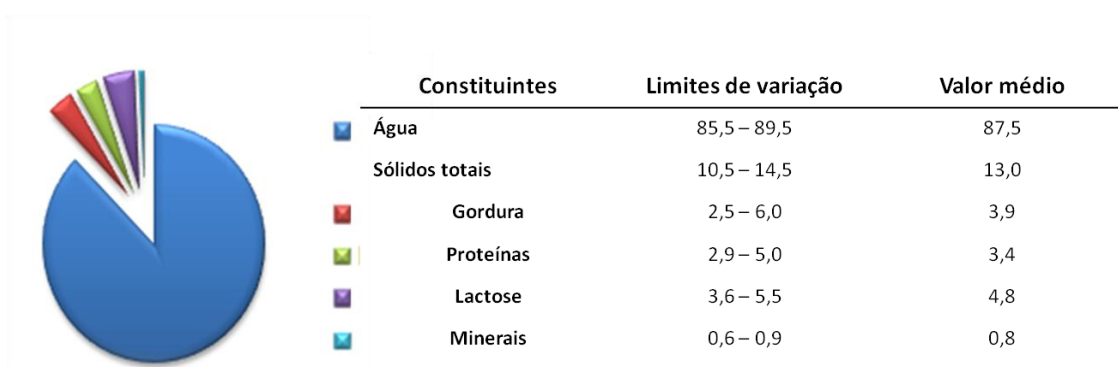 Constituintes Limites de variação Valor médio
Água 85,5 – 89,5 87,5
Sólidos totais 10,5 – 14,5 13,0
Gordura 2,5 – 6,0 3,9
Proteínas 2,9 – 5,0 3,4
Lactose 3,6 – 5,5 4,8
Minerais 0,6 – 0,9 0,8